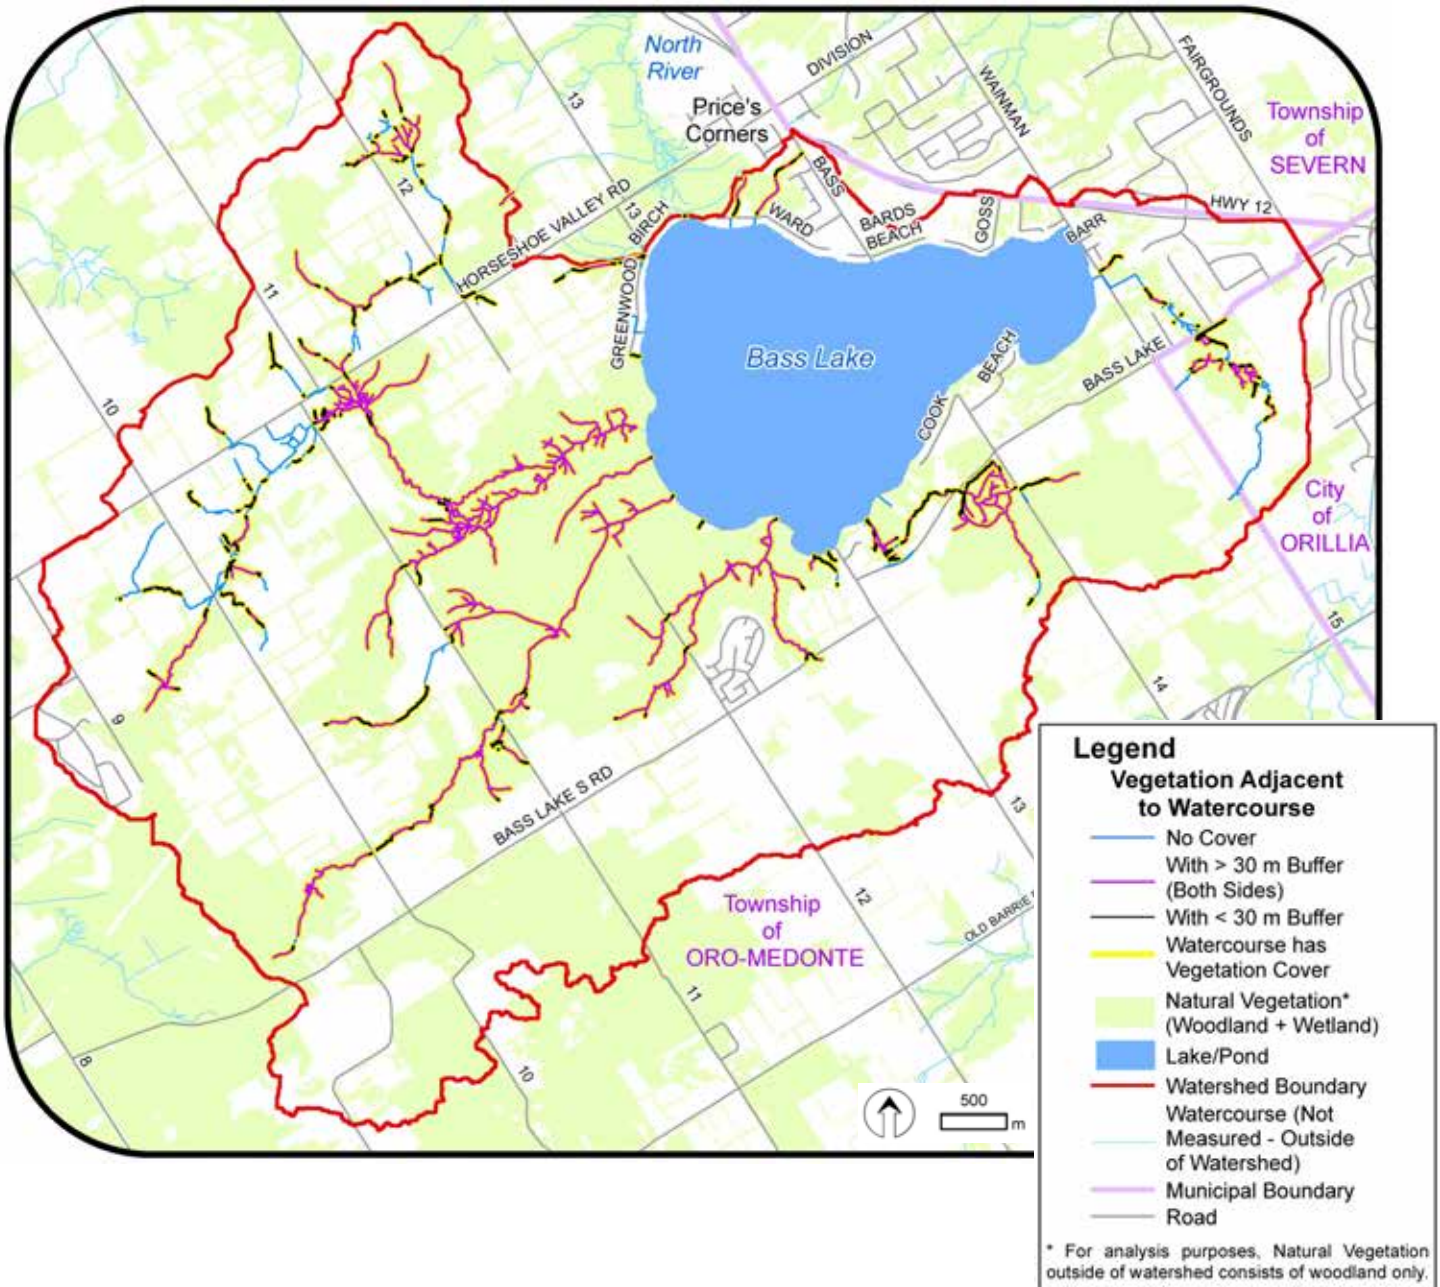 North
River
Price's
Corners
DIVISION
WAINMAN
FAIRGROUNDS
Township
of
SEVERN
13
12
HORSESHOE VALLEY RD
13
BIRCH
BASS
WARD
BARDS
BEACH
GOSS
BARR
HWY 12
11
GREENWOOD
Bass Lake
BEACH
COOK
BASS LAKE
10
City
of
ORILLIA
15
9
14
BASS LAKE S RD
13
12
Township
of
ORO-MEDONTE
OLD BARRIE
11
10
8
500
m
Legend
Vegetation Adjacent
to Watercourse
No Cover
With > 30 m Buffer
(Both Sides)
With < 30 m Buffer
Watercourse has
Vegetation Cover
Natural Vegetation*
(Woodland + Wetland)
Lake/Pond
Watershed Boundary
Watercourse (Not
Measured - Outside
of Watershed)
Municipal Boundary
Road
* For analysis purposes, Natural Vegetation
outside of watershed consists of woodland only.